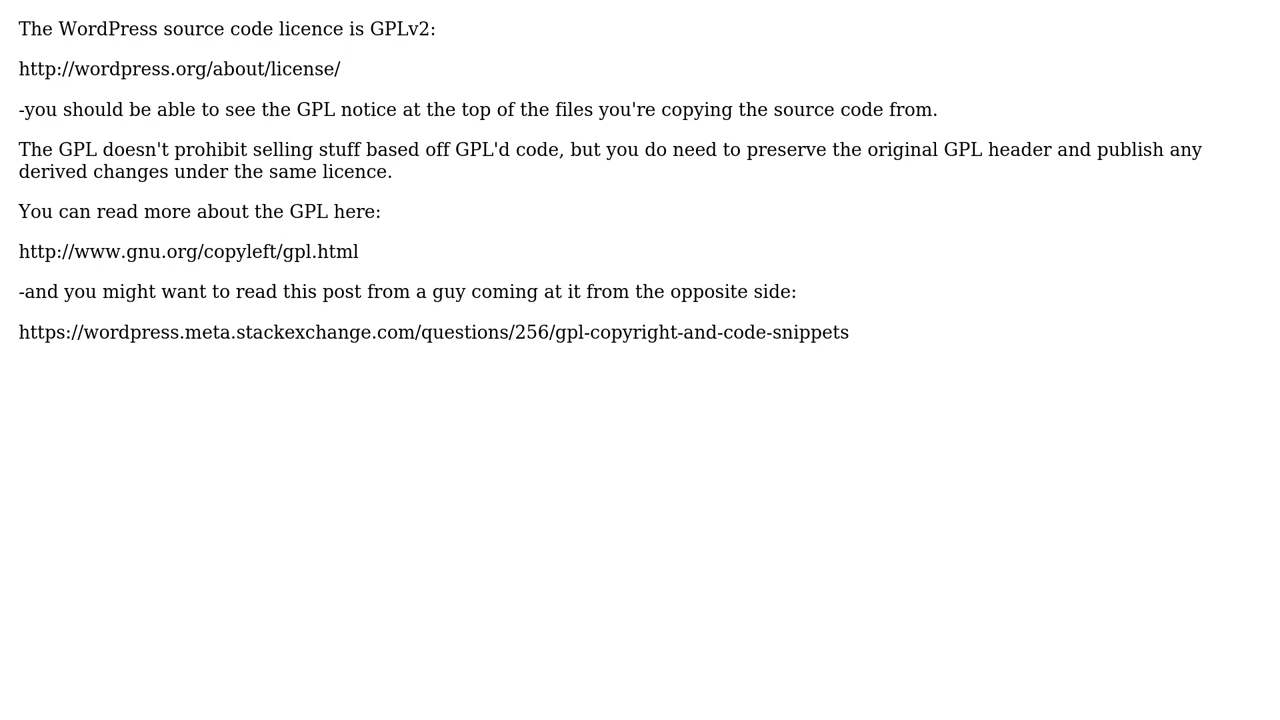 The WordPress source code licence is GPLv2:
http://wordpress.org/about/license/
-you should be able to see the GPL notice at the top of the files you're copying the source code from.
The GPL doesn't prohibit selling stuff based off GPL'd code, but you do need to preserve the original GPL header and publish any
derived changes under the same licence.
You can read more about the GPL here:
http://www.gnu.org/copyleft/gpl.html
-and you might want to read this post from a guy coming at it from the opposite side:
https://wordpress.meta.stackexchange.com/questions/256/gpl-copyright-and-code-snippets